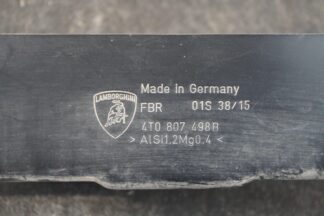 LAMBORGHINI
Made in Germany
FBR 01S 38/15
4T0 807 498B
> AlSi1.2Mg0.4 <